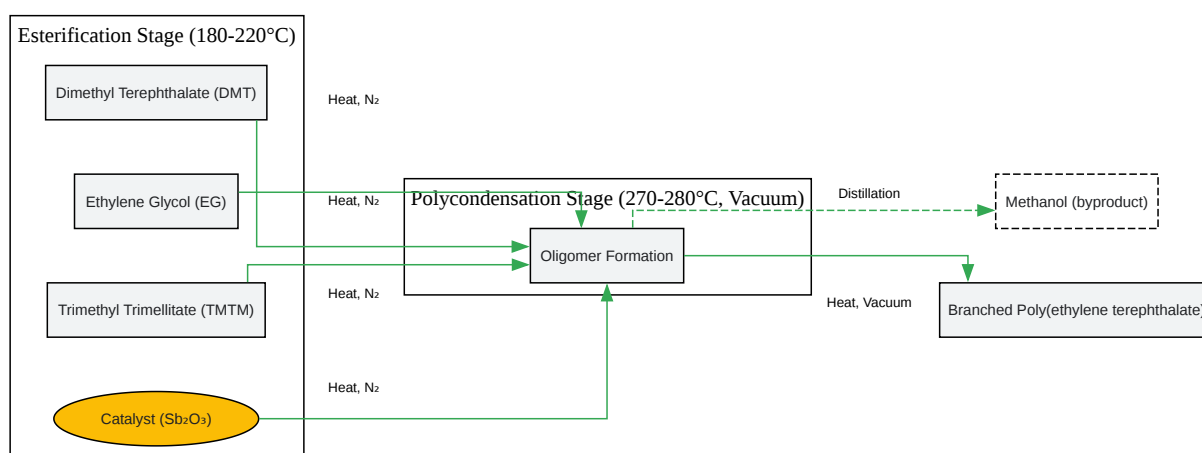 Esterification Stage (180-220°C)
Dimethyl Terephthalate (DMT)
Heat, N₂
Ethylene Glycol (EG)
Heat, N₂
Polycondensation Stage (270-280°C, Vacuum)
Distillation
Methanol (byproduct)
Oligomer Formation
Trimethyl Trimellitate (TMTM)
Heat, N₂
Heat, Vacuum
Branched Poly(ethylene terephthalate)
Heat, N₂
Catalyst (Sb₂O₃)